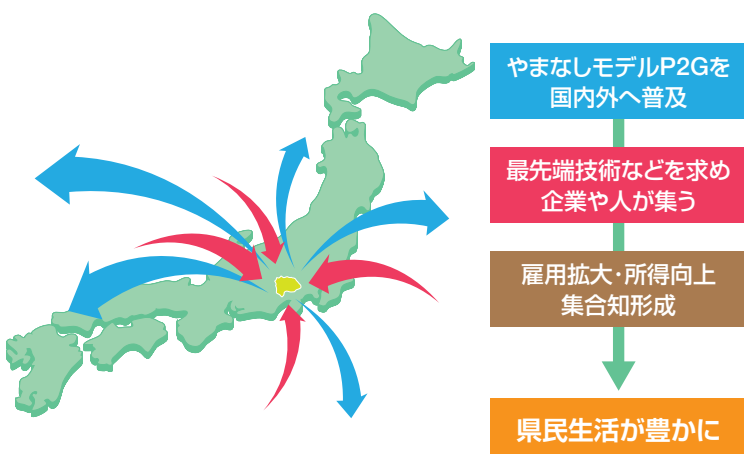 やまなしモデルP2Gを
国内外へ普及
最先端技術などを求め
企業や人が集う
雇用拡大・所得向上
集合知形成
県民生活が豊かに